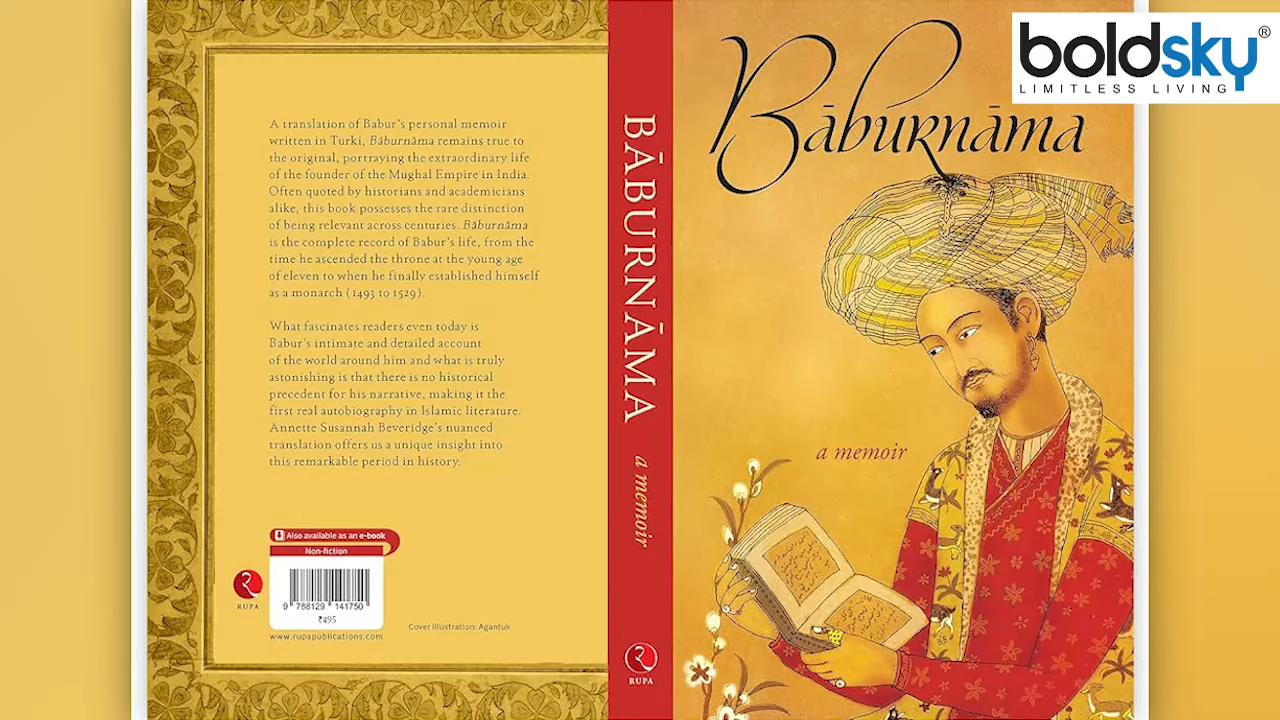 A translation of Babur's personal memoir
written in Turki, Bāburnāma remains true to
the original, portraying the extraordinary life
of the founder of the Mughal Empire in India.
Often quoted by historians and academicians
alike, this book possesses the rare distinction
of being relevant across centuries. Bāburnāma
is the complete record of Babur's life, from the
time he ascended the throne at the young age
of eleven to when he finally established himself
as a monarch (1493 to 1529).
What fascinates readers even today is
Babur's intimate and detailed account
of the world around him and what is truly
astonishing is that there is no historical
precedent for his narrative, making it the
first real autobiography in Islamic literature.
Annette Susannah Beveridge's nuanced
translation offers us a unique insight into
this remarkable period in history.
Also available as an e-book
Non-fiction
9 788129 141750
₹495
RUPA
www.rupapublications.com
Cover Illustration: Agantuk
BĀBURNĀMA
a memoir
RUPA
Bāburnāma
a memoir
boldsky®
LIMITLESS LIVING